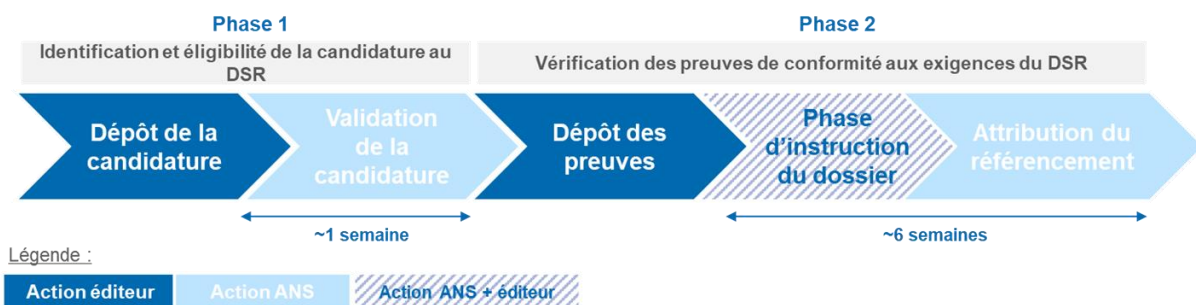 Phase 1
Phase 2
Identification et éligibilité de la candidature au
DSR
Vérification des preuves de conformité aux exigences du DSR
Dépôt de la
candidature
Validation
de la
candidature
Dépôt des
preuves
Phase
d'instruction
du dossier
Attribution du
référencement
~1 semaine
~6 semaines
Légende :
Action éditeur
Action ANS
Action ANS + éditeur